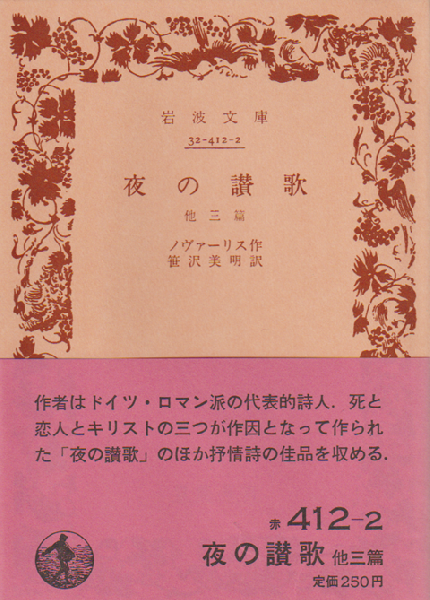 岩波文庫
32-412-2
夜の讃歌
他三篇
ノヴァーリス作
笹沢美明訳
作者はドイツ・ロマン派の代表的詩人．死と
恋人とキリストの三つが作因となって作られ
た「夜の讃歌」のほか抒情詩の佳品を収める．
赤 412-2
夜の讃歌 他三篇
定価250円